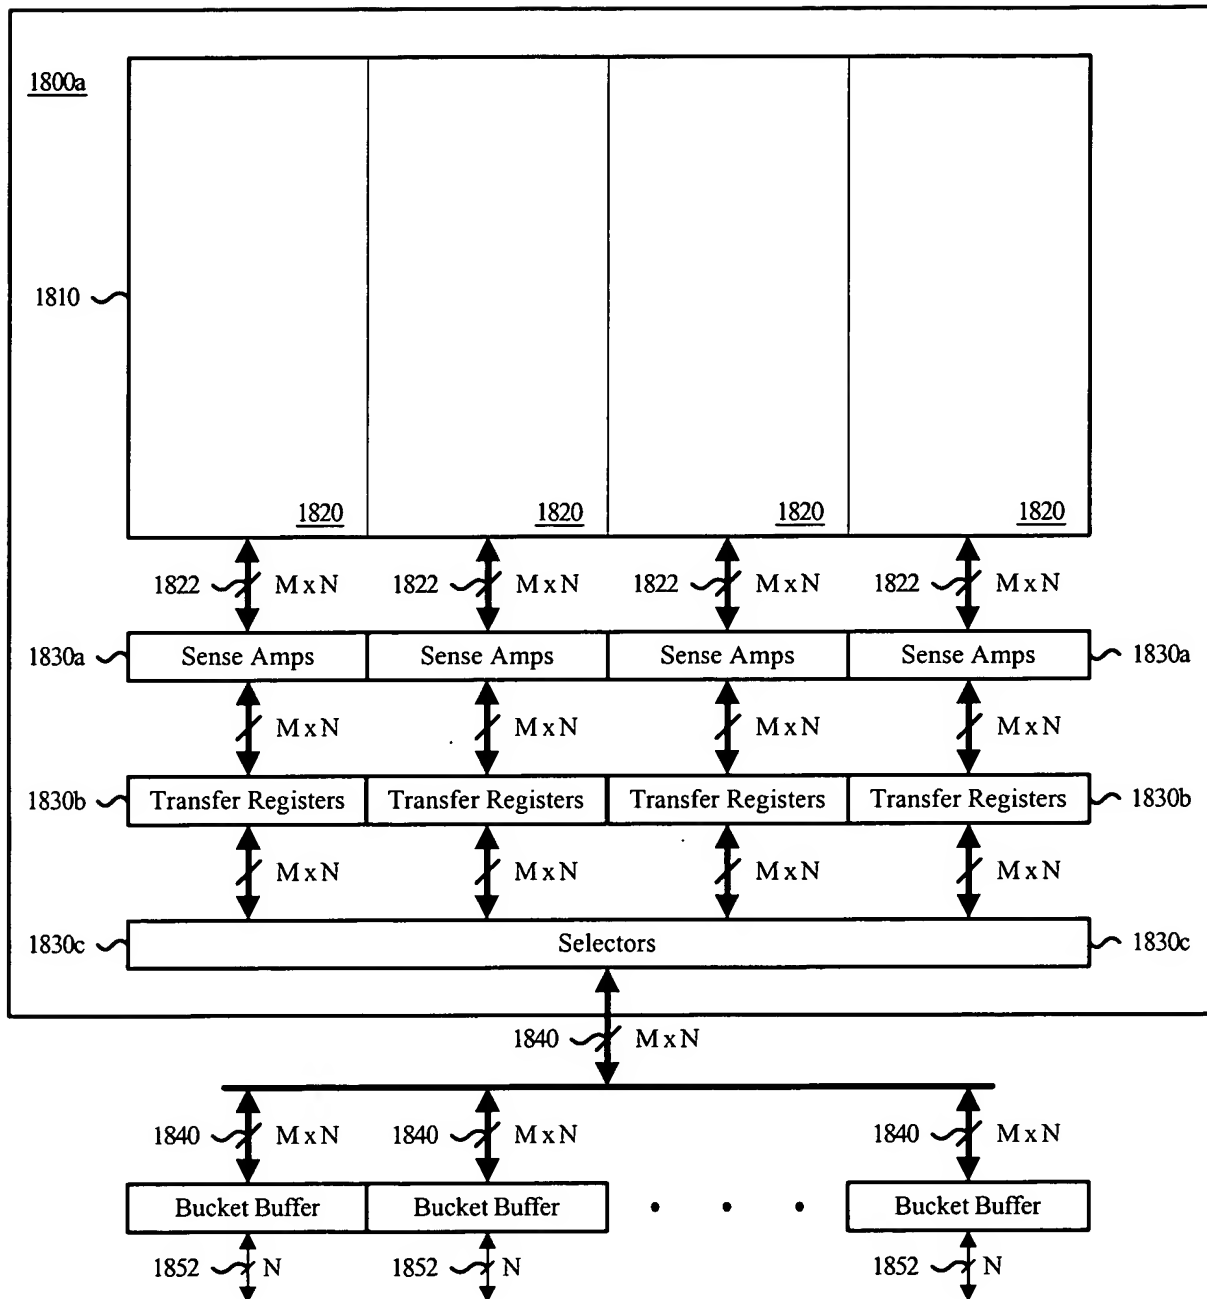 1800a
1810
1820 1820 1820 1820
1822 M x N 1822 M x N 1822 M x N 1822 M x N
1830a Sense Amps Sense Amps Sense Amps Sense Amps 1830a
M x N M x N M x N M x N
1830b Transfer Registers Transfer Registers Transfer Registers Transfer Registers 1830b
M x N M x N M x N M x N
1830c Selectors 1830c
1840 M x N
1840 M x N 1840 M x N 1840 M x N
Bucket Buffer Bucket Buffer • • • Bucket Buffer
1852 N 1852 N 1852 N